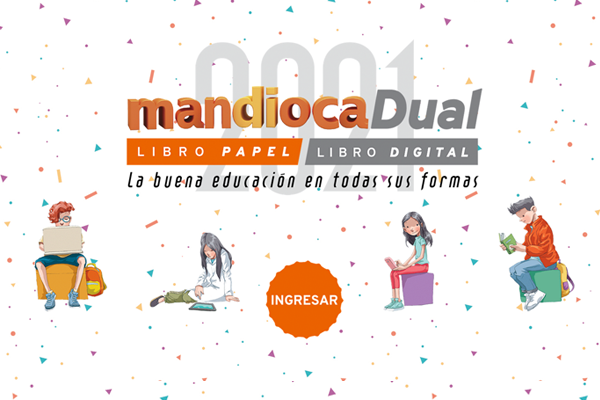 2021
mandiocaDual
LIBRO PAPEL / LIBRO DIGITAL
La buena educación en todas sus formas
INGRESAR